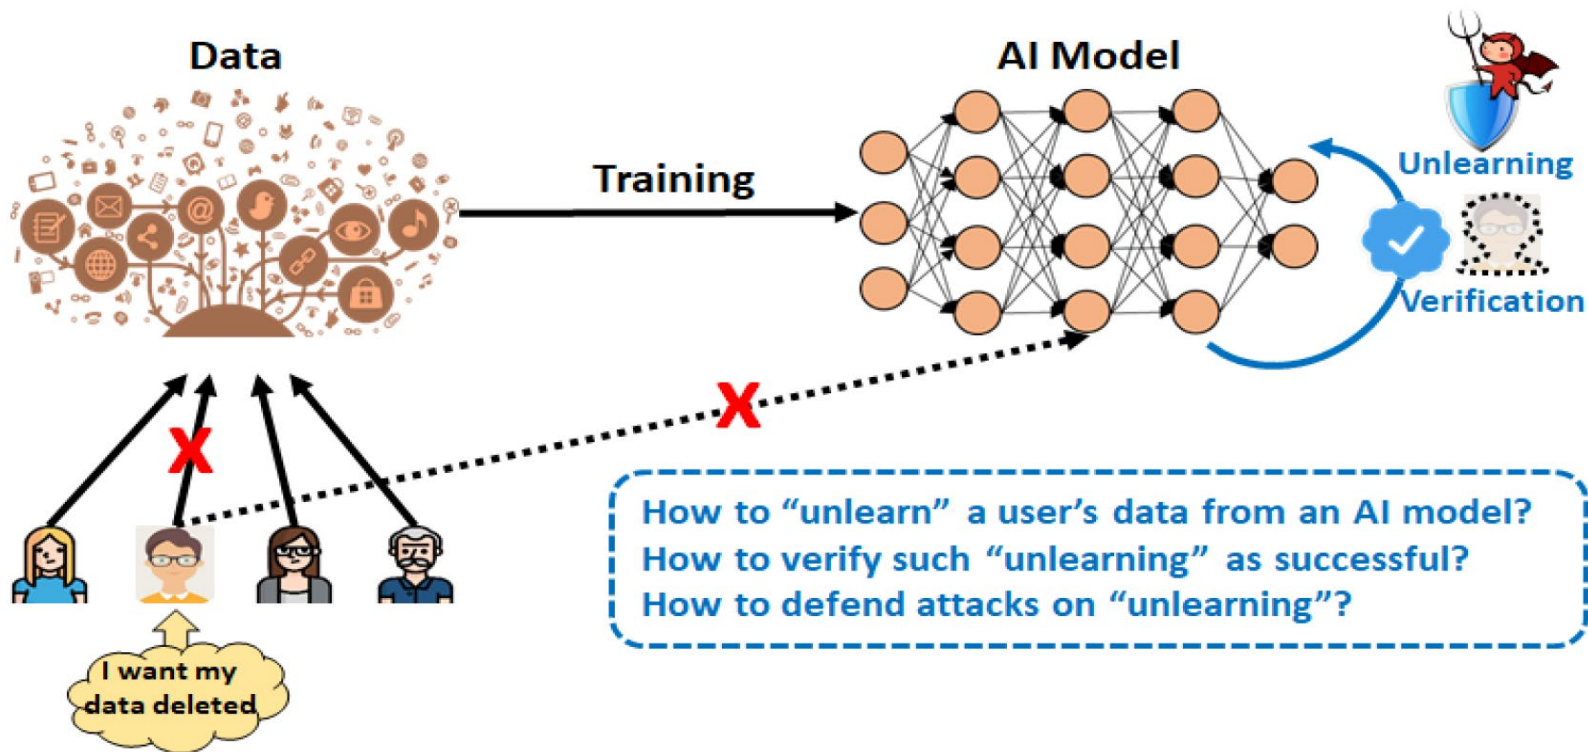 Data
AI Model
Training
Unlearning
Verification
@
X
X
I want my
data deleted
How to “unlearn” a user’s data from an AI model?
How to verify such “unlearning” as successful?
How to defend attacks on “unlearning”?